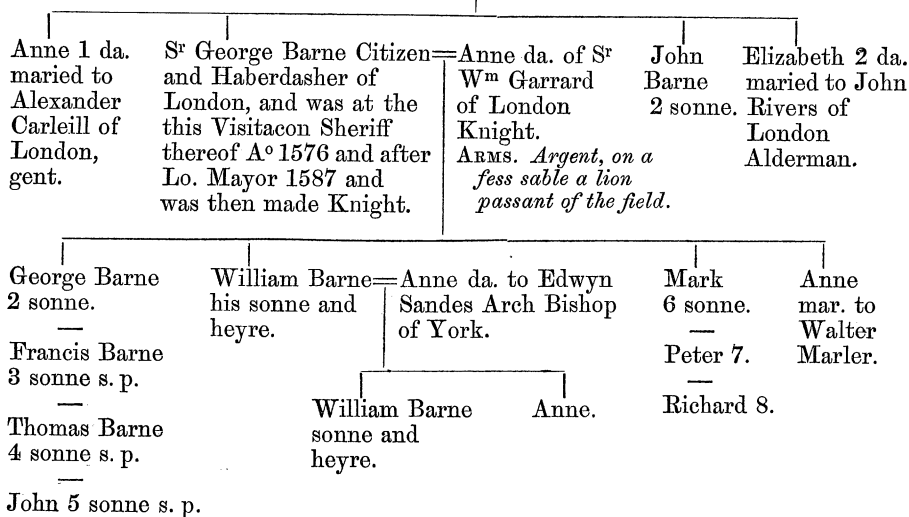 Anne 1 da.
maried to
Alexander
Carleill of
London,
gent.
Sʳ George Barne Citizen
and Haberdasher of
London, and was at the
this Visitacon Sheriff
thereof Aᵒ 1576 and after
Lo. Mayor 1587 and
was then made Knight.
Anne da. of Sʳ
Wᵐ Garrard
of London
Knight.
ARMS. Argent, on a
fess sable a lion
passant of the field.
John
Barne
2 sonne.
Elizabeth 2 da.
maried to John
Rivers of
London
Alderman.
George Barne
2 sonne.
Francis Barne
3 sonne s. p.
Thomas Barne
4 sonne s. p.
John 5 sonne s. p.
William Barne
his sonne and
heyre.
Anne da. to Edwyn
Sandes Arch Bishop
of York.
William Barne
sonne and
heyre.
Anne.
Mark
6 sonne.
Peter 7.
Richard 8.
Anne
mar. to
Walter
Marler.